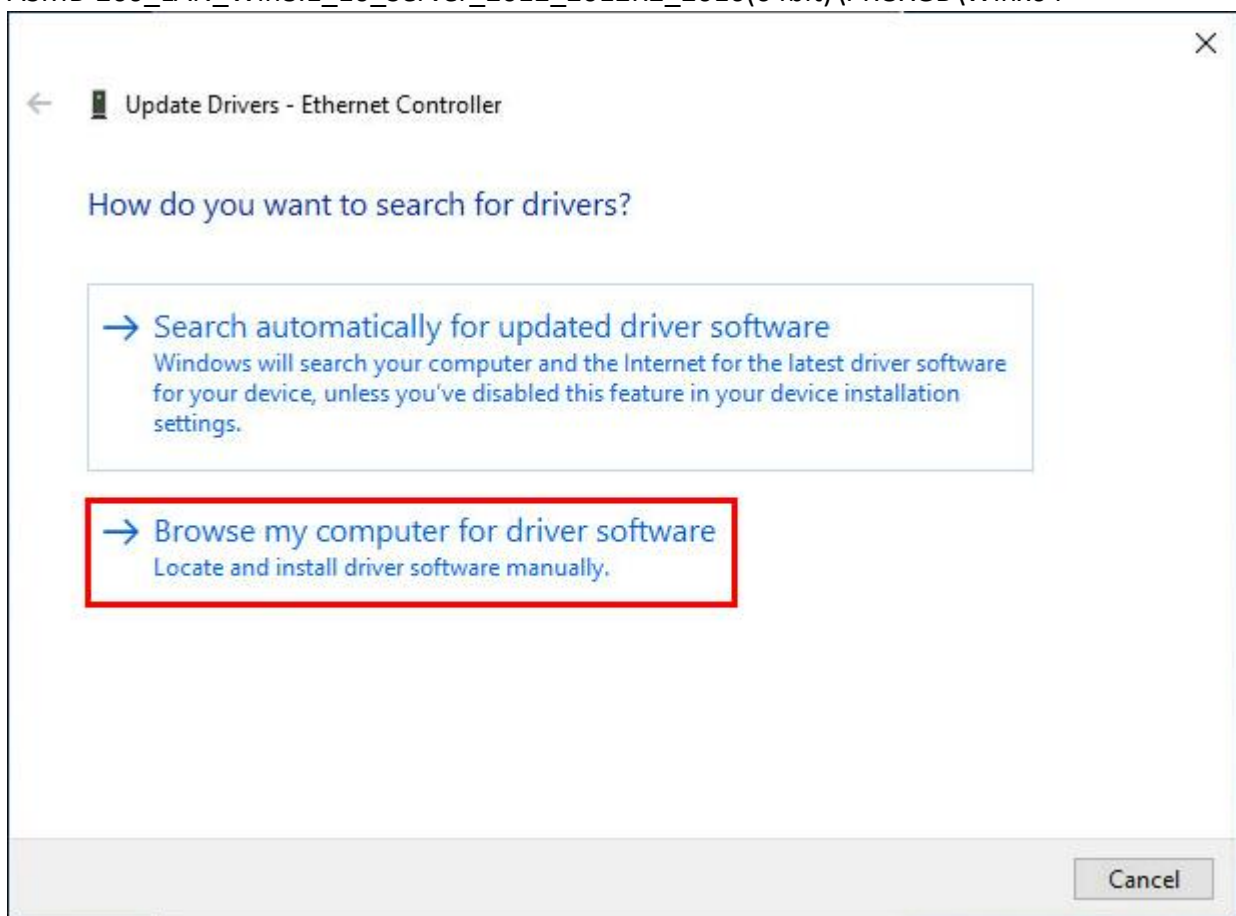 Update Drivers - Ethernet Controller
How do you want to search for drivers?
Search automatically for updated driver software
Windows will search your computer and the Internet for the latest driver software
for your device, unless you've disabled this feature in your device installation
settings.
Browse my computer for driver software
Locate and install driver software manually.
Cancel